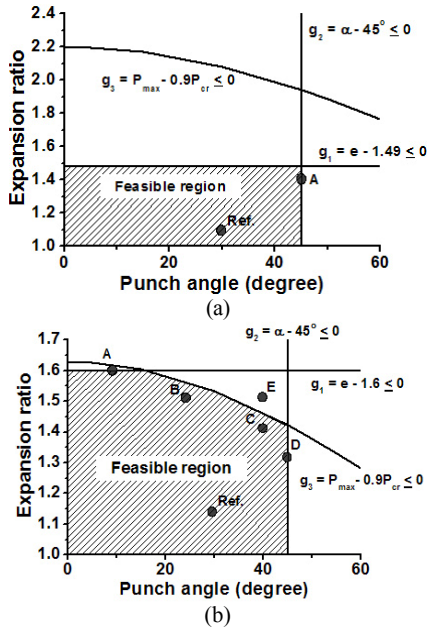 g₂ = α - 45° ≤ 0
2.4
2.2
2.0
1.8
1.6
1.4
1.2
1.0
Expansion ratio
g₃ = Pmax - 0.9Pcr ≤ 0
g₁ = e - 1.49 ≤ 0
Feasible region
A
Ref.
0 20 40 60
Punch angle (degree)
(a)
g₂ = α - 45° ≤ 0
1.7
1.6
1.5
1.4
1.3
1.2
1.1
1.0
Expansion ratio
A
B
E
C
D
g₁ = e - 1.6 ≤ 0
g₃ = Pmax - 0.9Pcr ≤ 0
Feasible region
Ref.
0 20 40 60
Punch angle (degree)
(b)